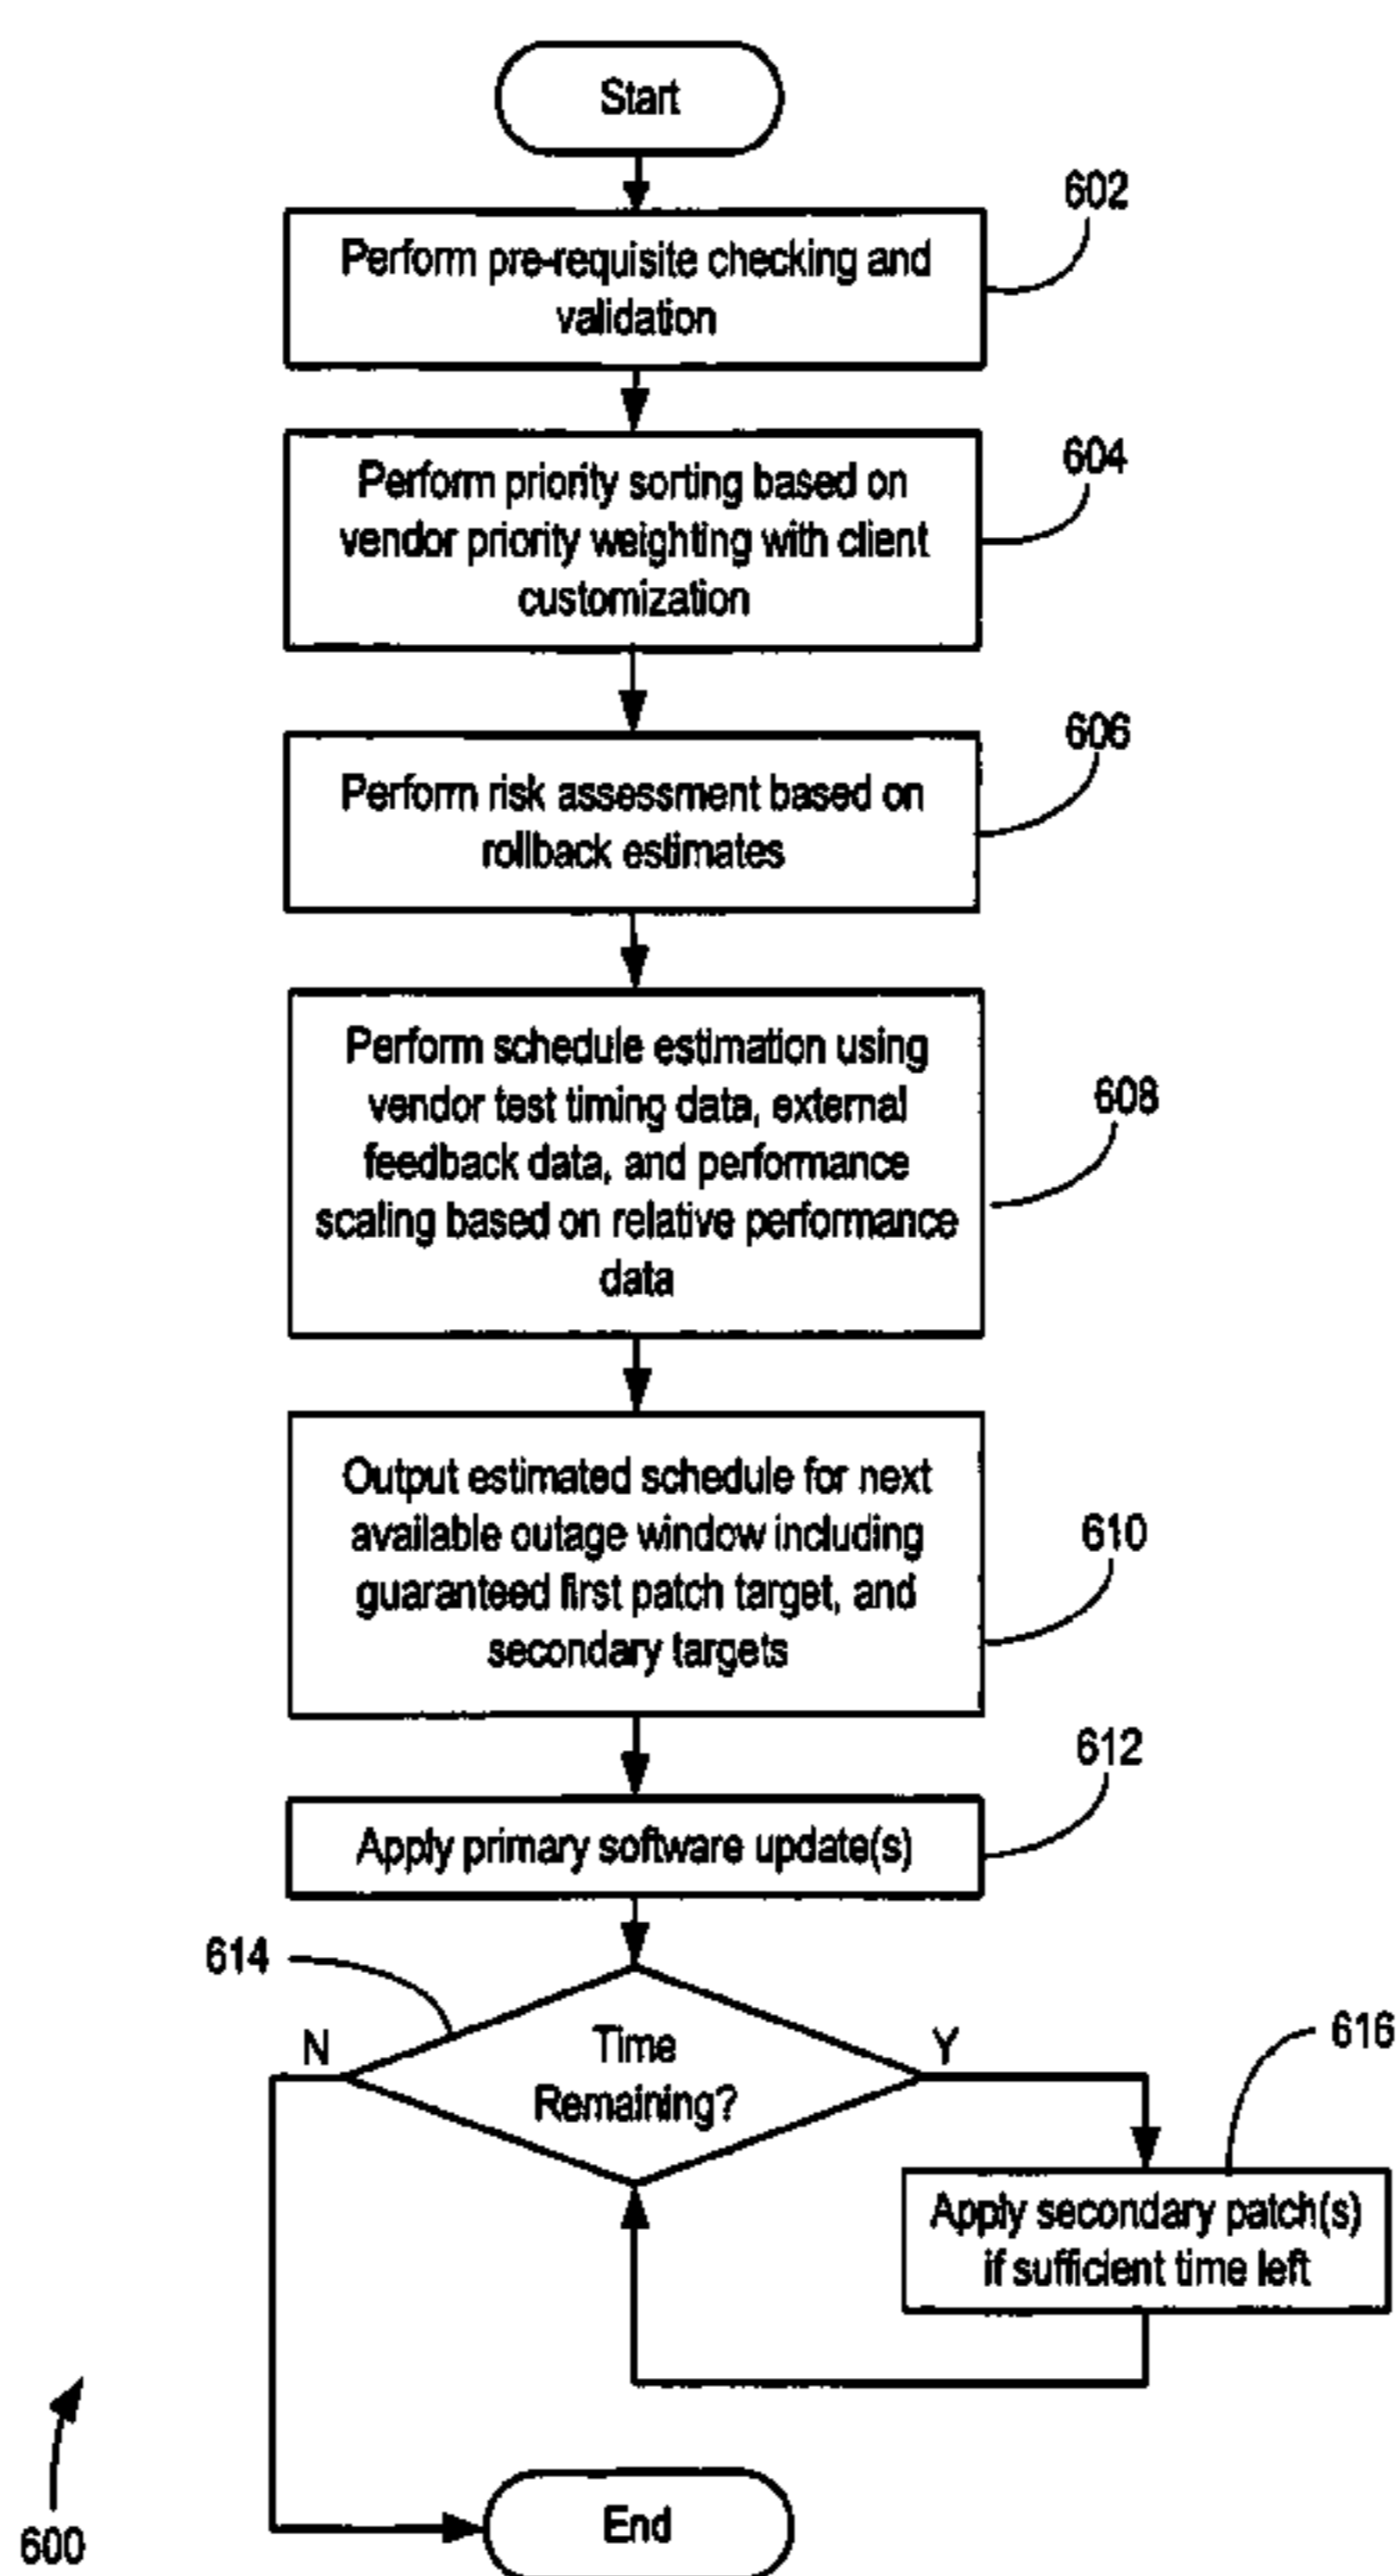 Start
602
Perform pre-requisite checking and
validation
604
Perform priority sorting based on
vendor priority weighting with client
customization
606
Perform risk assessment based on
rollback estimates
608
Perform schedule estimation using
vendor test timing data, external
feedback data, and performance
scaling based on relative performance
data
610
Output estimated schedule for next
available outage window including
guaranteed first patch target, and
secondary targets
612
Apply primary software update(s)
614
N
Time
Remaining?
Y
616
Apply secondary patch(s)
if sufficient time left
600
End